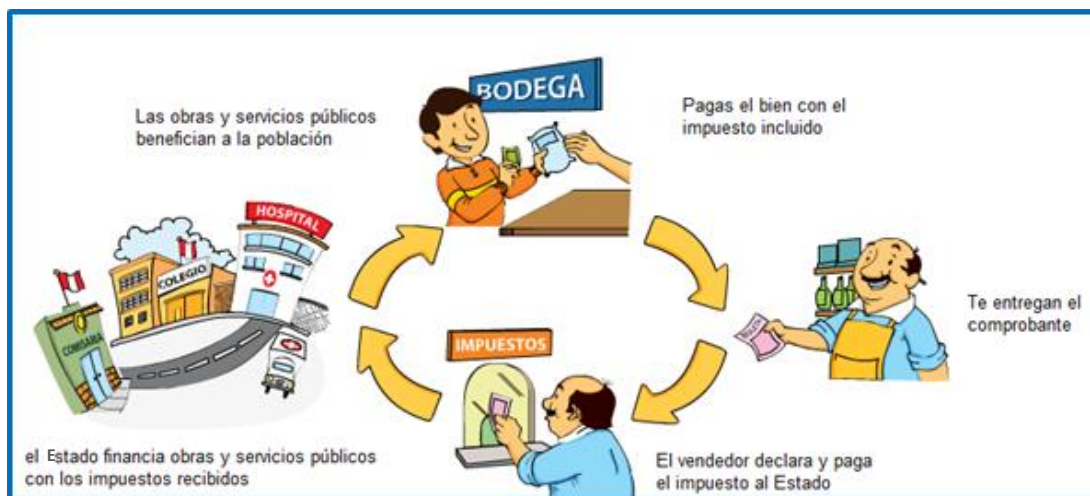 BODEGA
Las obras y servicios públicos
benefician a la población
Pagas el bien con el
impuesto incluido
HOSPITAL
COLEGIO
COMISARIA
Te entregan el
comprobante
BOLETA
IMPUESTOS
el Estado financia obras y servicios públicos
con los impuestos recibidos
El vendedor declara y paga
el impuesto al Estado